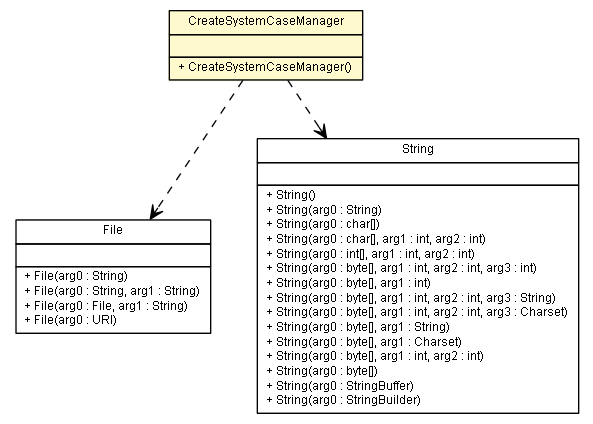 CreateSystemCaseManager
+ CreateSystemCaseManager()
String
+ String()
+ String(arg0 : String)
+ String(arg0 : char[])
+ String(arg0 : char[], arg1 : int, arg2 : int)
+ String(arg0 : int[], arg1 : int, arg2 : int)
+ String(arg0 : byte[], arg1 : int, arg2 : int, arg3 : int)
+ String(arg0 : byte[], arg1 : int)
+ String(arg0 : byte[], arg1 : int, arg2 : int, arg3 : String)
+ String(arg0 : byte[], arg1 : int, arg2 : int, arg3 : Charset)
+ String(arg0 : byte[], arg1 : String)
+ String(arg0 : byte[], arg1 : Charset)
+ String(arg0 : byte[], arg1 : int, arg2 : int)
+ String(arg0 : byte[])
+ String(arg0 : StringBuffer)
+ String(arg0 : StringBuilder)
File
+ File(arg0 : String)
+ File(arg0 : String, arg1 : String)
+ File(arg0 : File, arg1 : String)
+ File(arg0 : URI)